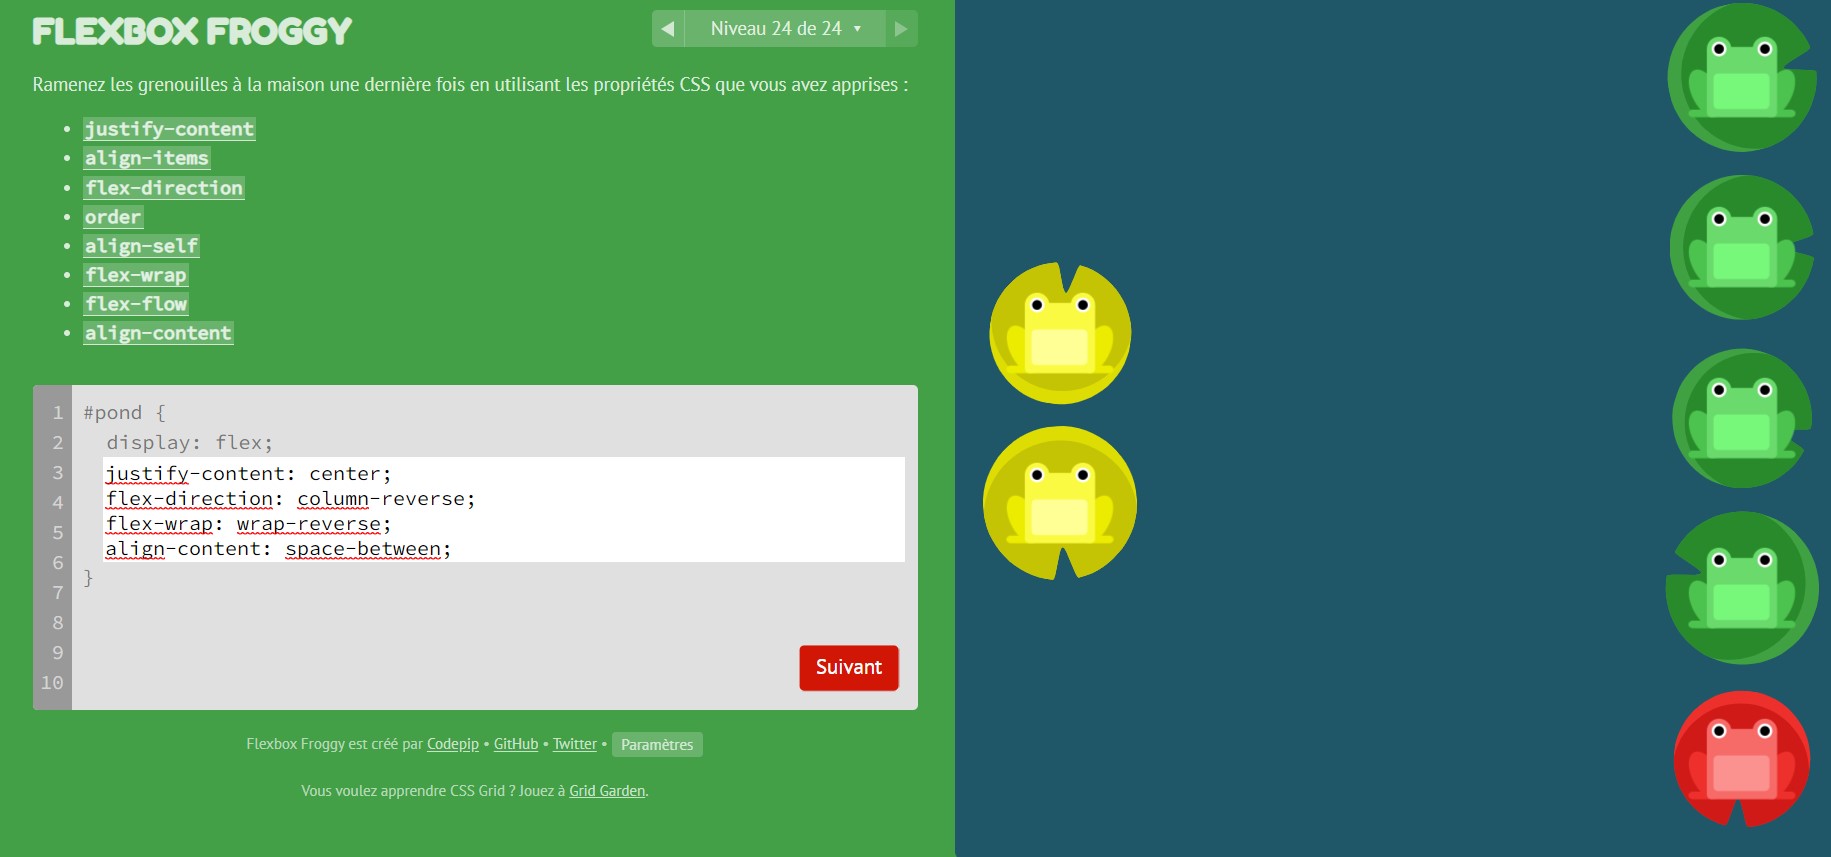 FLEXBOX FROGGY
◀ Niveau 24 de 24 ▼ ▶
Ramenez les grenouilles à la maison une dernière fois en utilisant les propriétés CSS que vous avez apprises :
• justify-content
• align-items
• flex-direction
• order
• align-self
• flex-wrap
• flex-flow
• align-content
1 #pond {
2 display: flex;
3 justify-content: center;
4 flex-direction: column-reverse;
5 flex-wrap: wrap-reverse;
6 align-content: space-between;
7 }
8
9
10
Suivant
Flexbox Froggy est créé par Codepip • GitHub • Twitter • Paramètres
Vous voulez apprendre CSS Grid ? Jouez à Grid Garden.